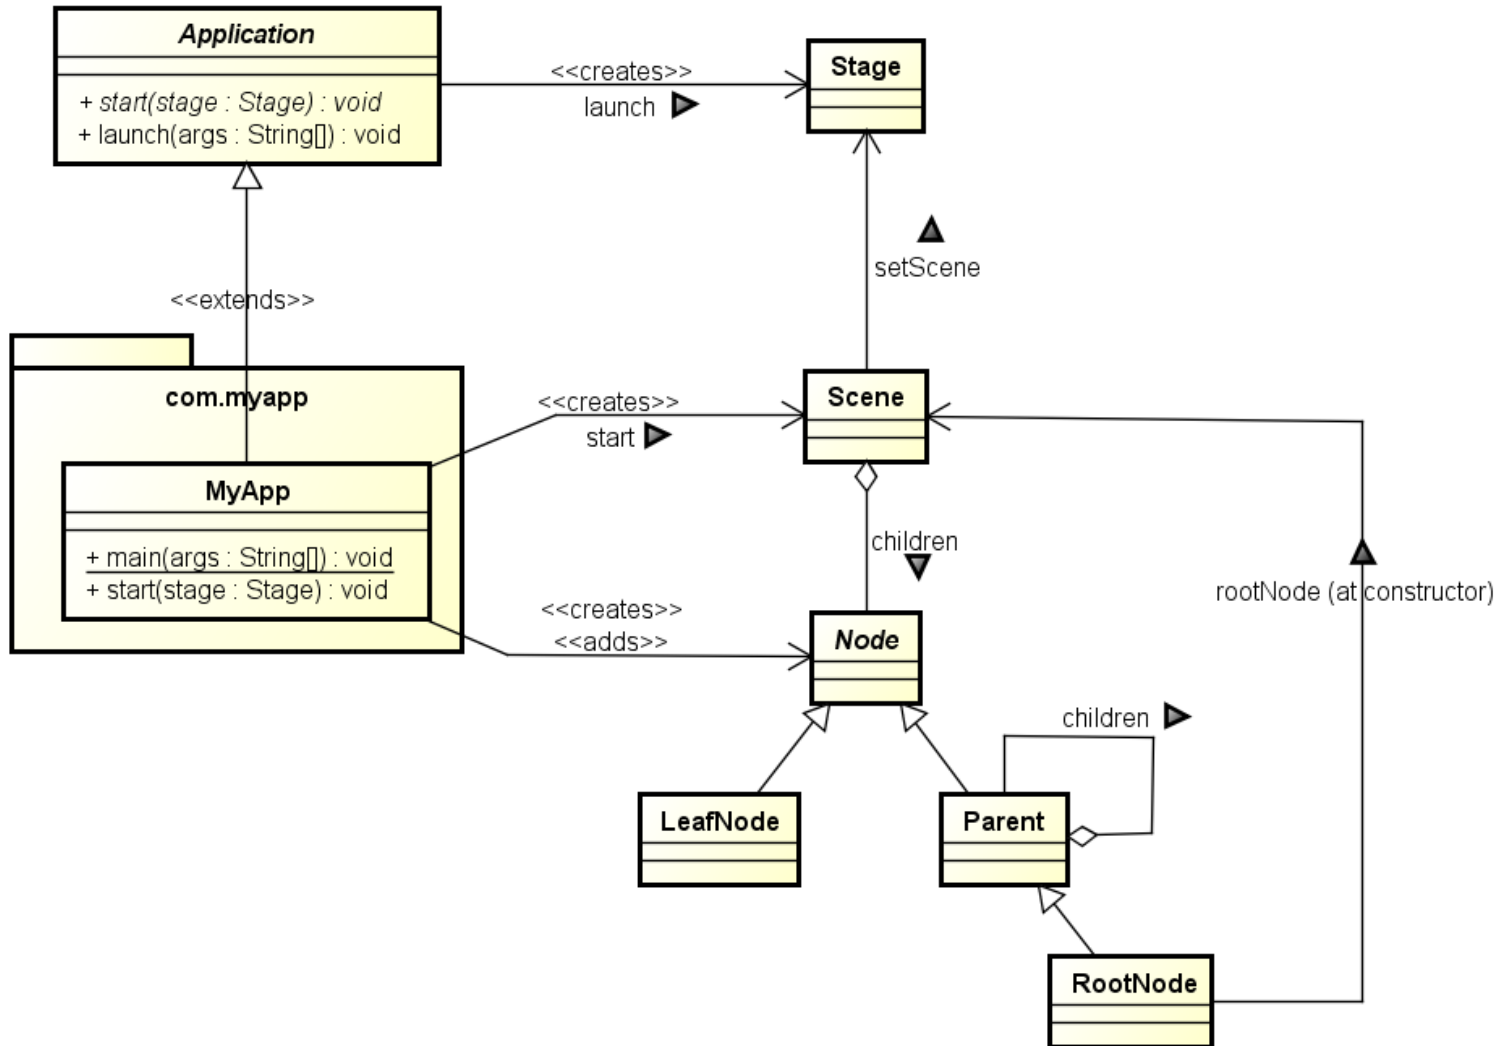 Application
+ start(stage : Stage) : void
+ launch(args : String[]) : void
<<creates>>
launch
Stage
setScene
<<extends>>
com.myapp
MyApp
+ main(args : String[]) : void
+ start(stage : Stage) : void
<<creates>>
start
Scene
children
<<creates>>
<<adds>>
Node
rootNode (at constructor)
children
LeafNode
Parent
RootNode